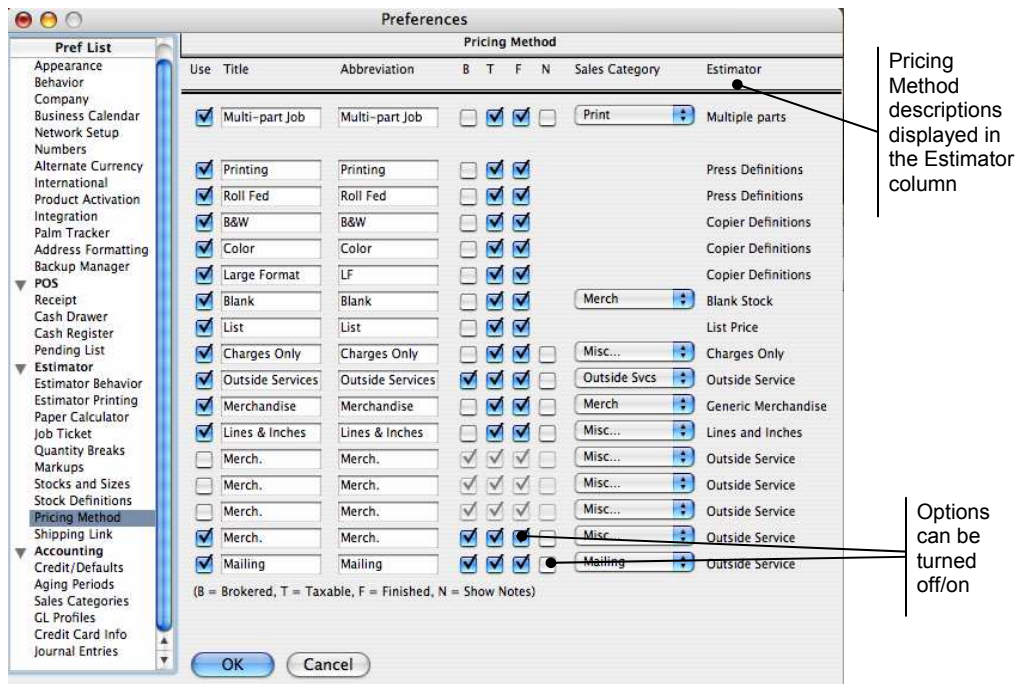 Preferences
Pref List
Appearance
Behavior
Company
Business Calendar
Network Setup
Numbers
Alternate Currency
International
Product Activation
Integration
Palm Tracker
Address Formatting
Backup Manager
POS
Receipt
Cash Drawer
Cash Register
Pending List
Estimator
Estimator Behavior
Estimator Printing
Paper Calculator
Job Ticket
Quantity Breaks
Markups
Stocks and Sizes
Stock Definitions
Pricing Method
Shipping Link
Accounting
Credit/Defaults
Aging Periods
Sales Categories
GL Profiles
Credit Card Info
Journal Entries
Pricing Method
Use Title Abbreviation B T F N Sales Category Estimator
Multi-part Job Multi-part Job Print Multiple parts
Printing Printing Press Definitions
Roll Fed Roll Fed Press Definitions
B&W B&W Copier Definitions
Color Color Copier Definitions
Large Format LF Copier Definitions
Blank Blank Merch Blank Stock
List List List Price
Charges Only Charges Only Misc... Charges Only
Outside Services Outside Services Outside Svcs Outside Service
Merchandise Merchandise Merch Generic Merchandise
Lines & Inches Lines & Inches Misc... Lines and Inches
Merch. Merch. Misc... Outside Service
Merch. Merch. Misc... Outside Service
Merch. Merch. Misc... Outside Service
Merch. Merch. Misc... Outside Service
Mailing Mailing Mailing Outside Service
(B = Brokered, T = Taxable, F = Finished, N = Show Notes)
OK Cancel
Pricing
Method
descriptions
displayed in
the Estimator
column
Options
can be
turned
off/on